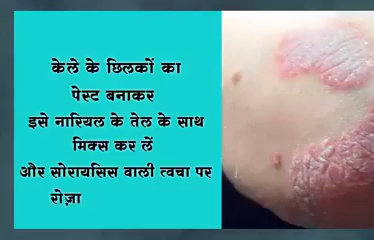 केले के छिलकों का
पेस्ट बनाकर
इसे नारियल के तेल के साथ
मिक्स कर लें
और सोरायसिस वाली त्वचा पर
रोज़ा